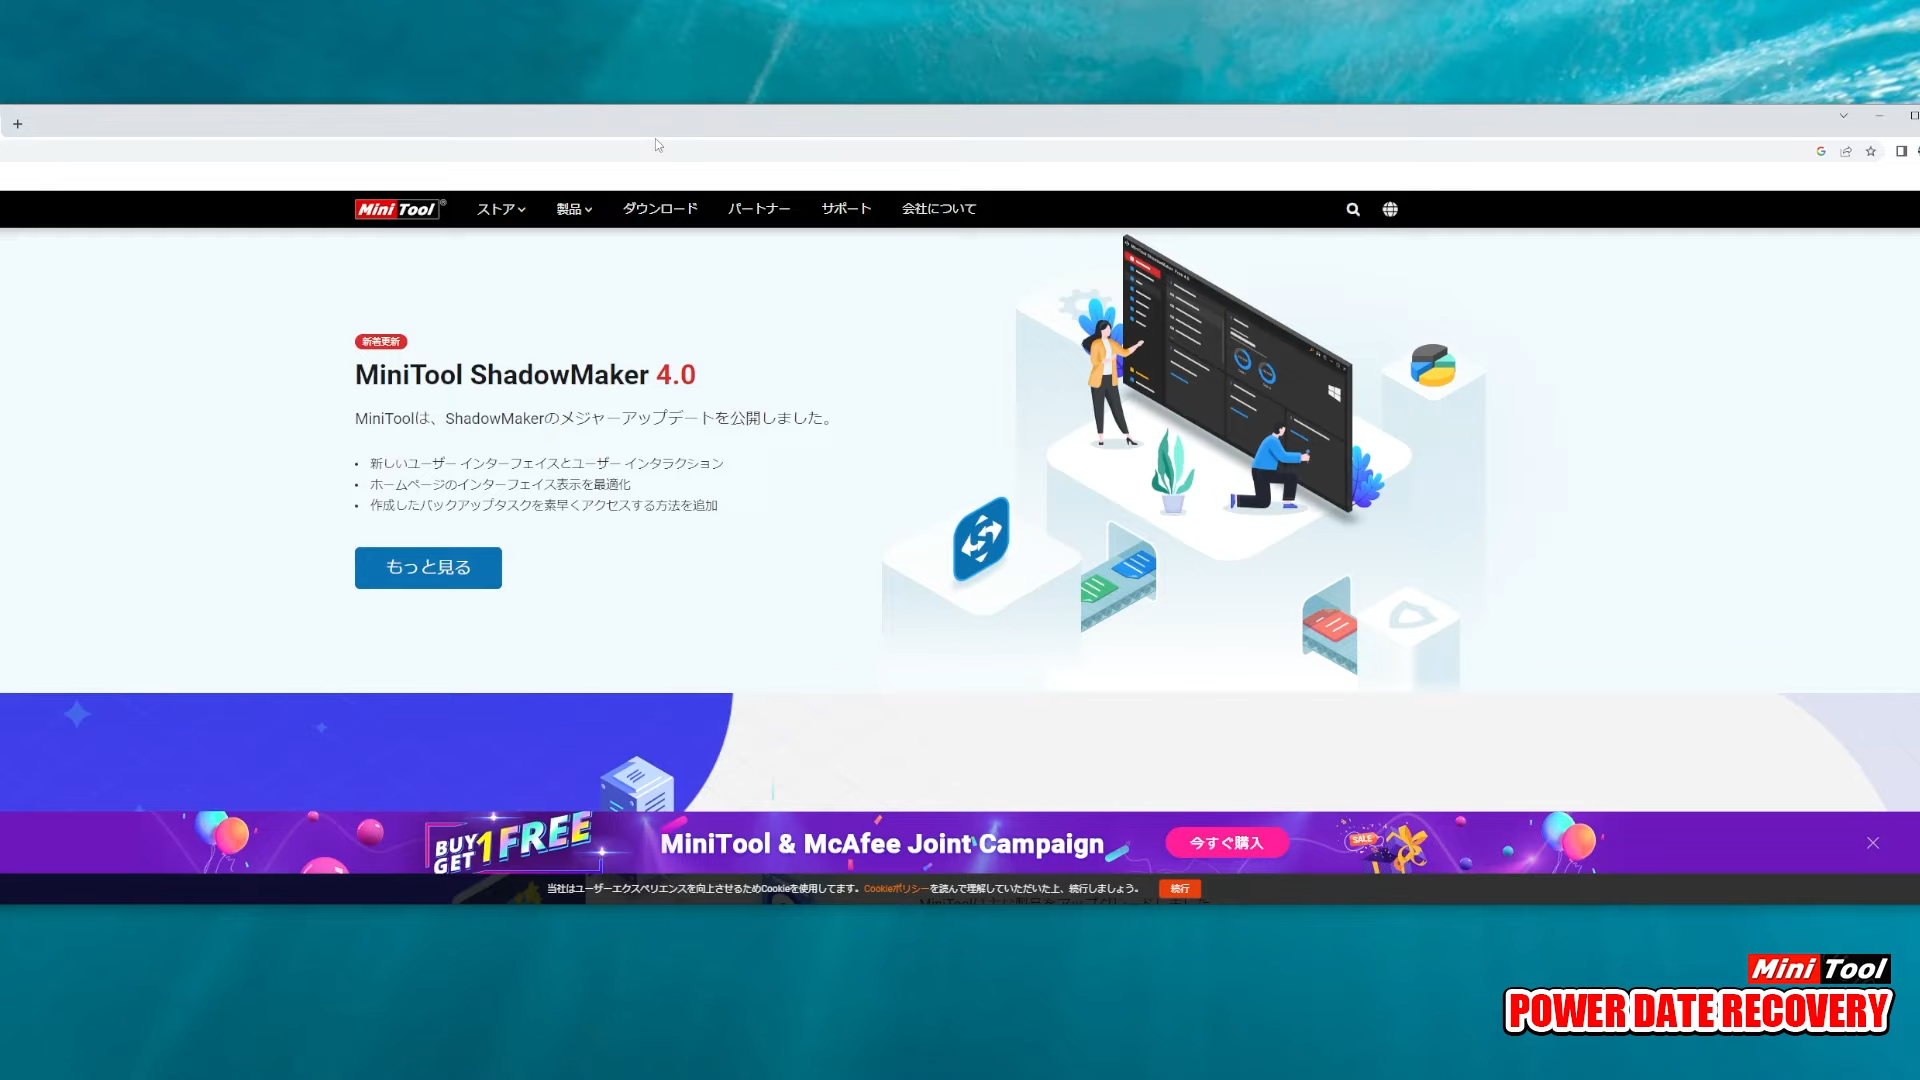 Mini Tool®
ストア 製品 ダウンロード パートナー サポート 会社について
新着更新
MiniTool ShadowMaker 4.0
MiniToolは、ShadowMakerのメジャーアップデートを公開しました。
• 新しいユーザー インターフェイスとユーザー インタラクション
• ホームページのインターフェイス表示を最適化
• 作成したバックアップタスクを素早くアクセスする方法を追加
もっと見る
BUY 1 GET 1 FREE
MiniTool & McAfee Joint Campaign
今すぐ購入
SALE
当社はユーザーエクスペリエンスを向上させるためCookieを使用してます。Cookieポリシーを読んで理解していただいた上、続行しましょう。
続行
Mini Tool
POWER DATE RECOVERY